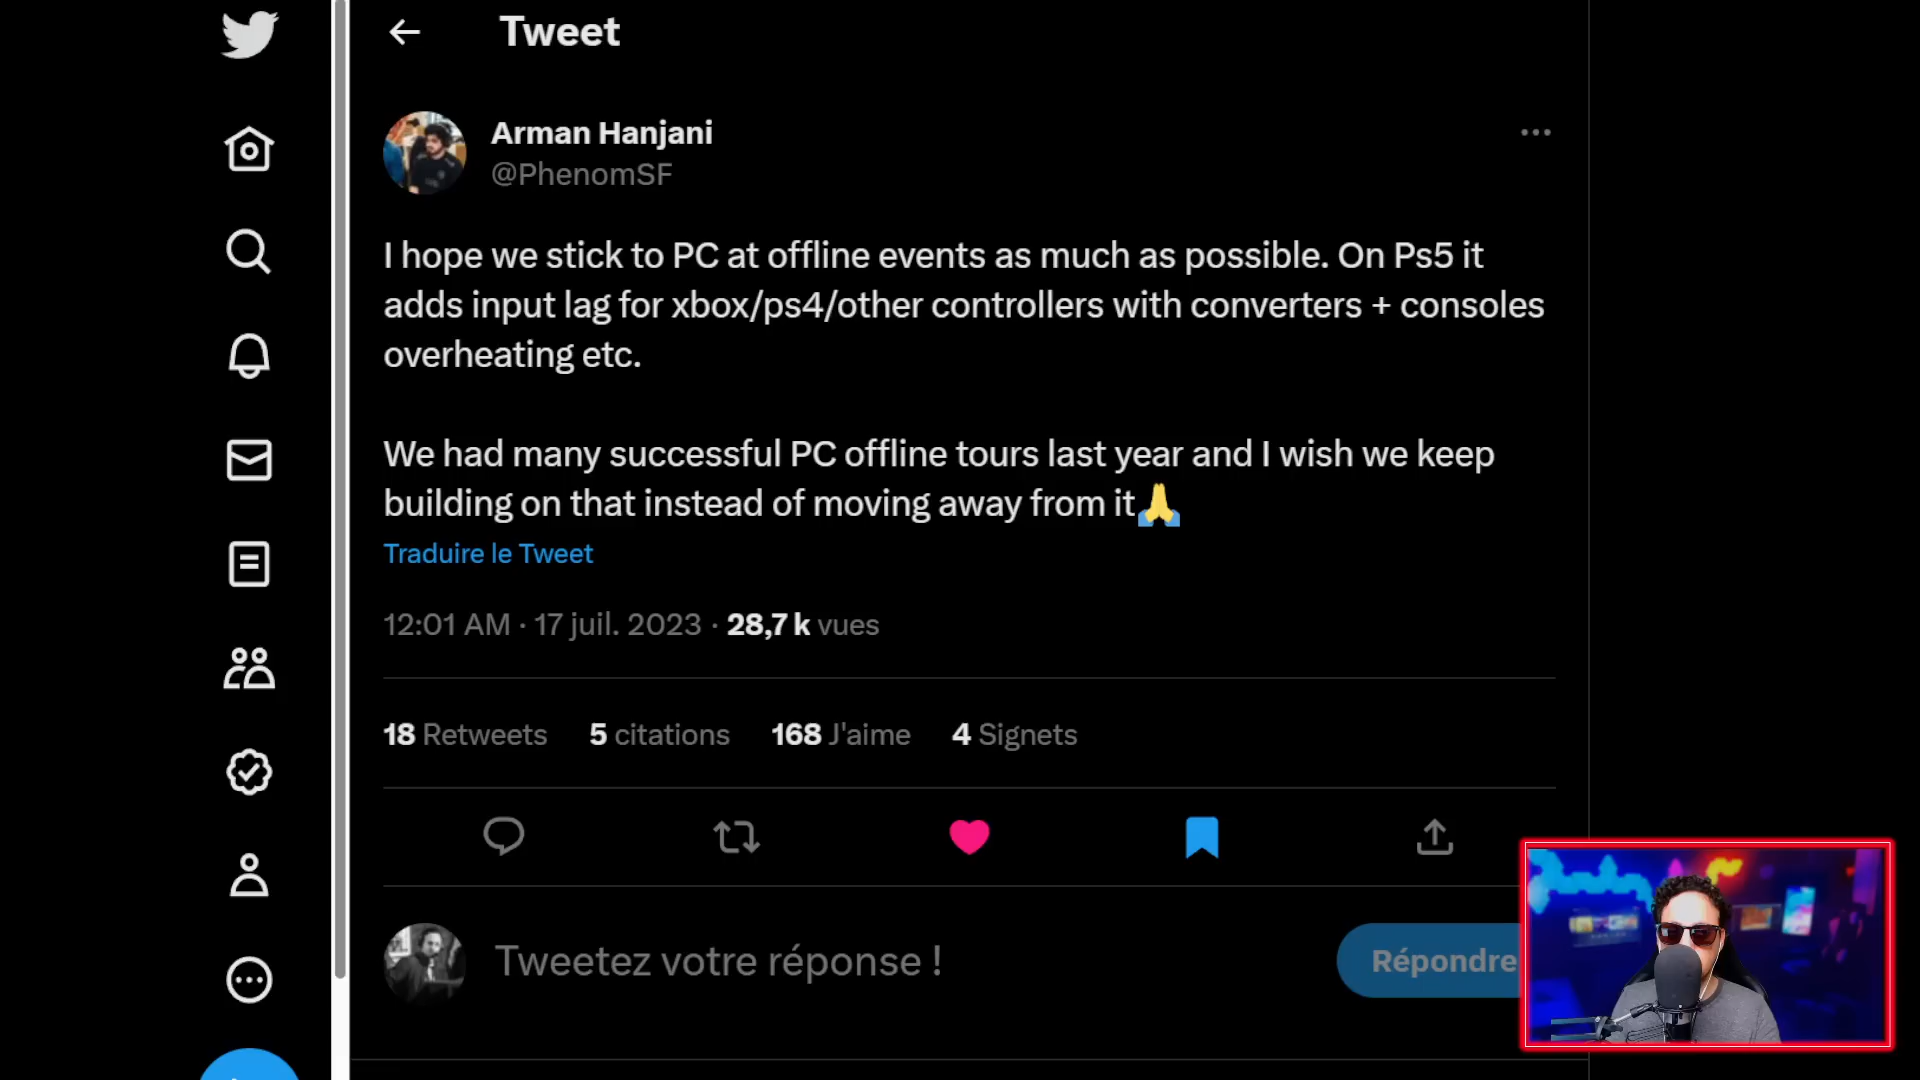 Tweet
Arman Hanjani
@PhenomSF
I hope we stick to PC at offline events as much as possible. On Ps5 it
adds input lag for xbox/ps4/other controllers with converters + consoles
overheating etc.
We had many successful PC offline tours last year and I wish we keep
building on that instead of moving away from it🙏
Traduire le Tweet
12:01 AM · 17 juil. 2023 · 28,7 k vues
18 Retweets 5 citations 168 J'aime 4 Signets
Tweetez votre réponse !
Répondre